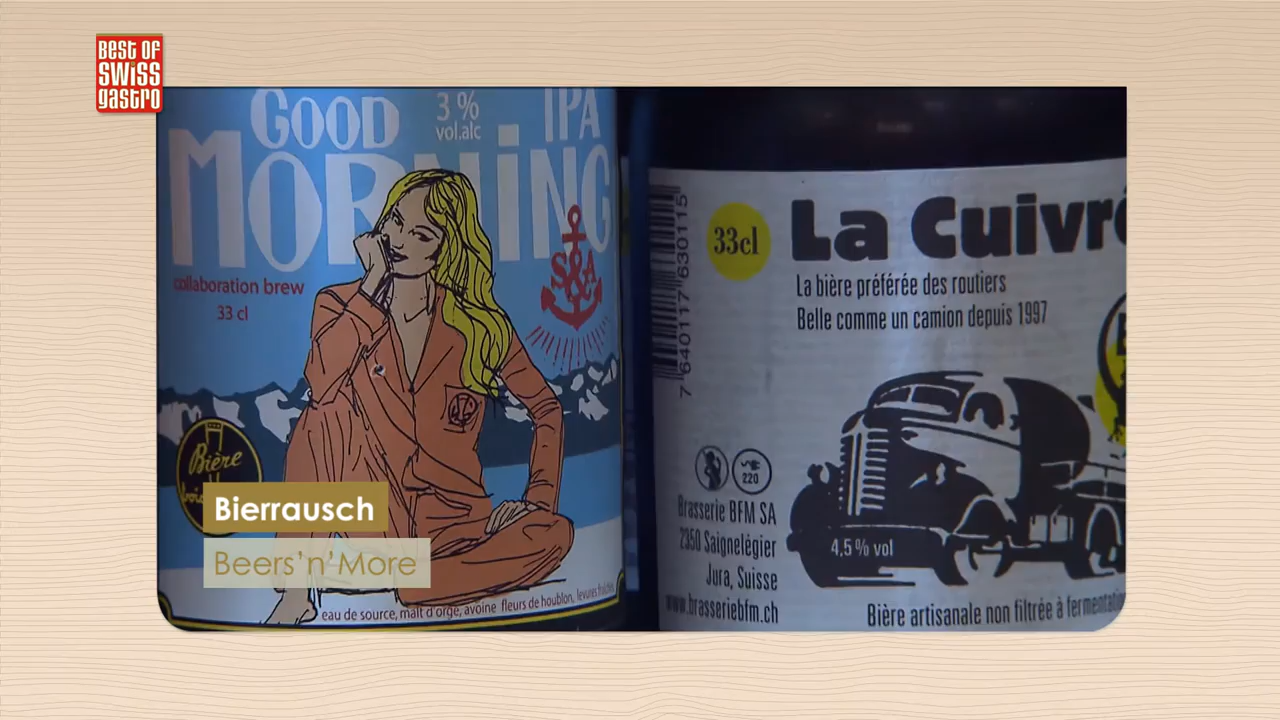 BEST OF
SWiSS
gastro
GOOD
MORNING
3 %
vol.alc
IPA
collaboration brew
33 cl
S&A
Bière
Bierrausch
Beers'n'More
eau de source, malt d'orge, avoine fleurs de houblon, levures fraîches
7 640117 630115
33cl
La Cuivré
La bière préférée des routiers
Belle comme un camion depuis 1997
220
Brasserie BFM SA
2350 Saignelégier
Jura, Suisse
www.brasseriebfm.ch
4,5% vol
Bière artisanale non filtrée à fermentation